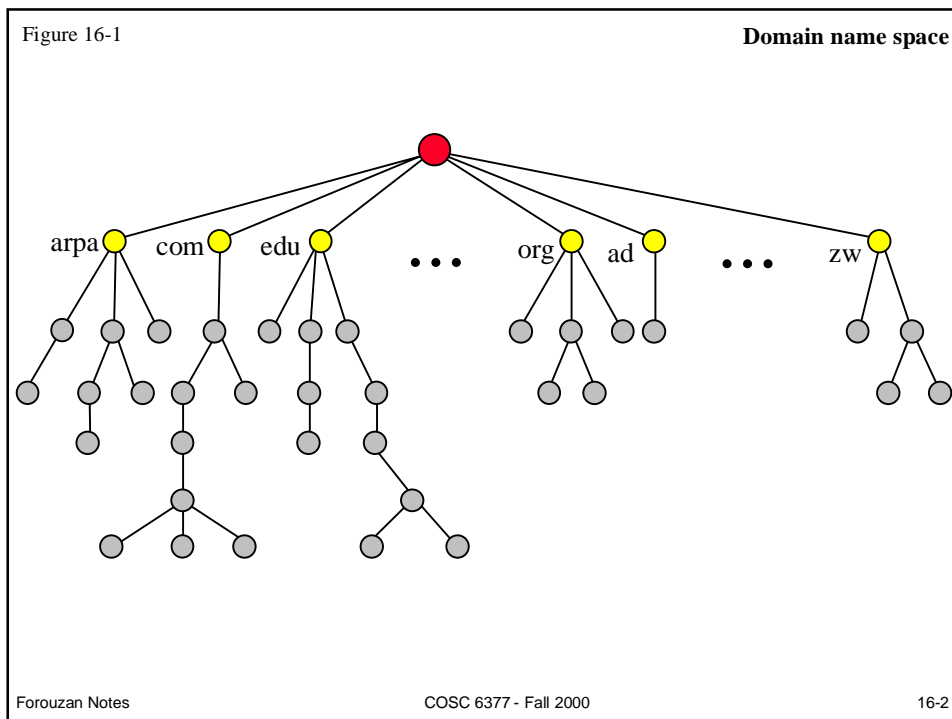 Figure 16-1
Domain name space
arpa
com
edu
• • •
org
ad
• • •
zw
Forouzan Notes
COSC 6377 - Fall 2000
16-2